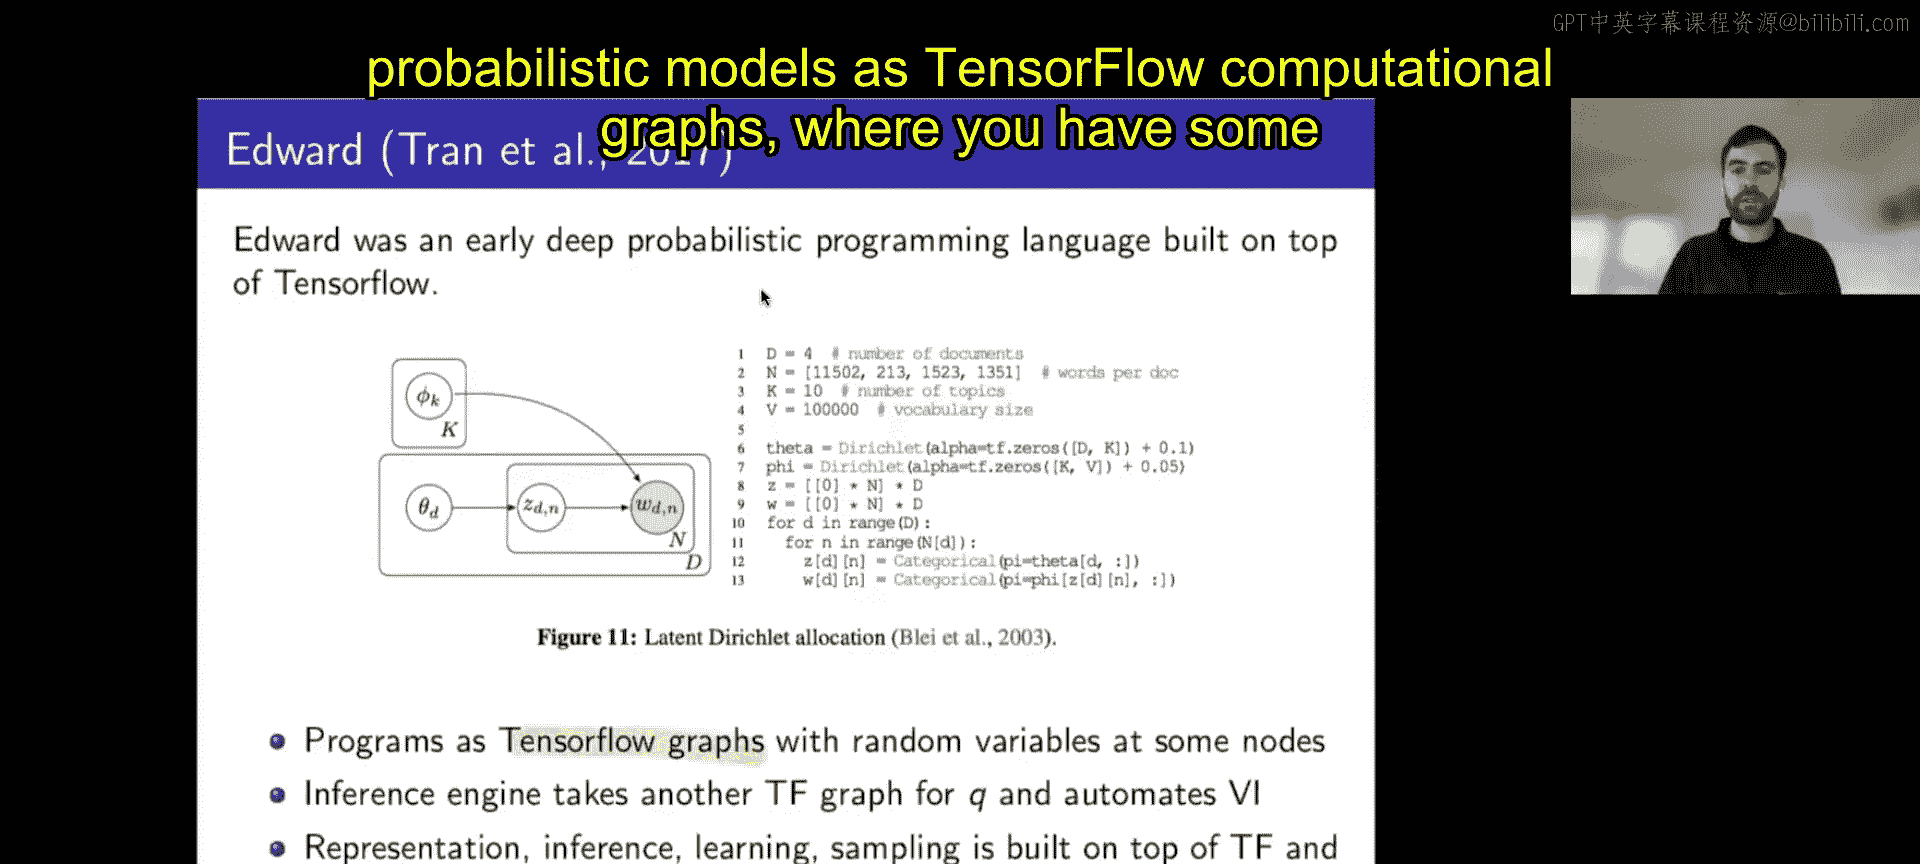 GPT中英字幕课程资源@bilibili.com
probabilistic models as TensorFlow computational
graphs, where you have some
Edward (Tran et al., 2017)
Edward was an early deep probabilistic programming language built on top
of Tensorflow.
ϕk
K
θd
zd,n
wd,n
N
D
1 D = 4 # number of documents
2 N = [11502, 213, 1523, 1351] # words per doc
3 K = 10 # number of topics
4 V = 100000 # vocabulary size
5
6 theta = Dirichlet(alpha=tf.zeros([D, K]) + 0.1)
7 phi = Dirichlet(alpha=tf.zeros([K, V]) + 0.05)
8 z = [[0] * N] * D
9 w = [[0] * N] * D
10 for d in range(D):
11 for n in range(N[d]):
12 z[d][n] = Categorical(pi=theta[d, :])
13 w[d][n] = Categorical(pi=phi[z[d][n], :])
Figure 11: Latent Dirichlet allocation (Blei et al., 2003).
Programs as Tensorflow graphs with random variables at some nodes
Inference engine takes another TF graph for q and automates VI
Representation, inference, learning, sampling is built on top of TF and